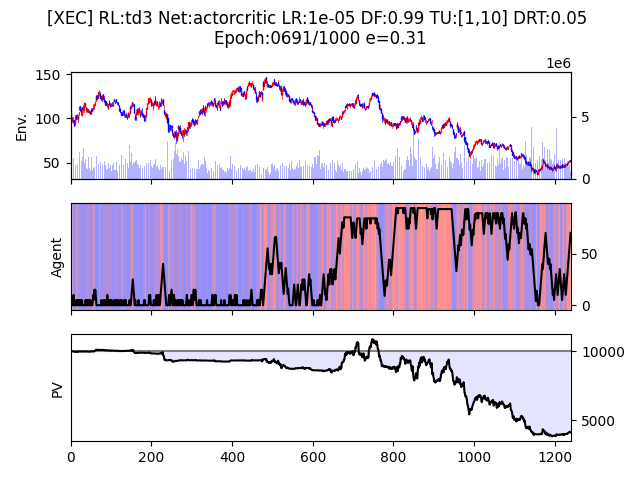 [XEC] RL:td3 Net:actorcritic LR:1e-05 DF:0.99 TU:[1,10] DRT:0.05
Epoch:0691/1000 e=0.31
1e6
150
100
50
Env.
5
0
Agent
50
0
PV
10000
5000
0 200 400 600 800 1000 1200